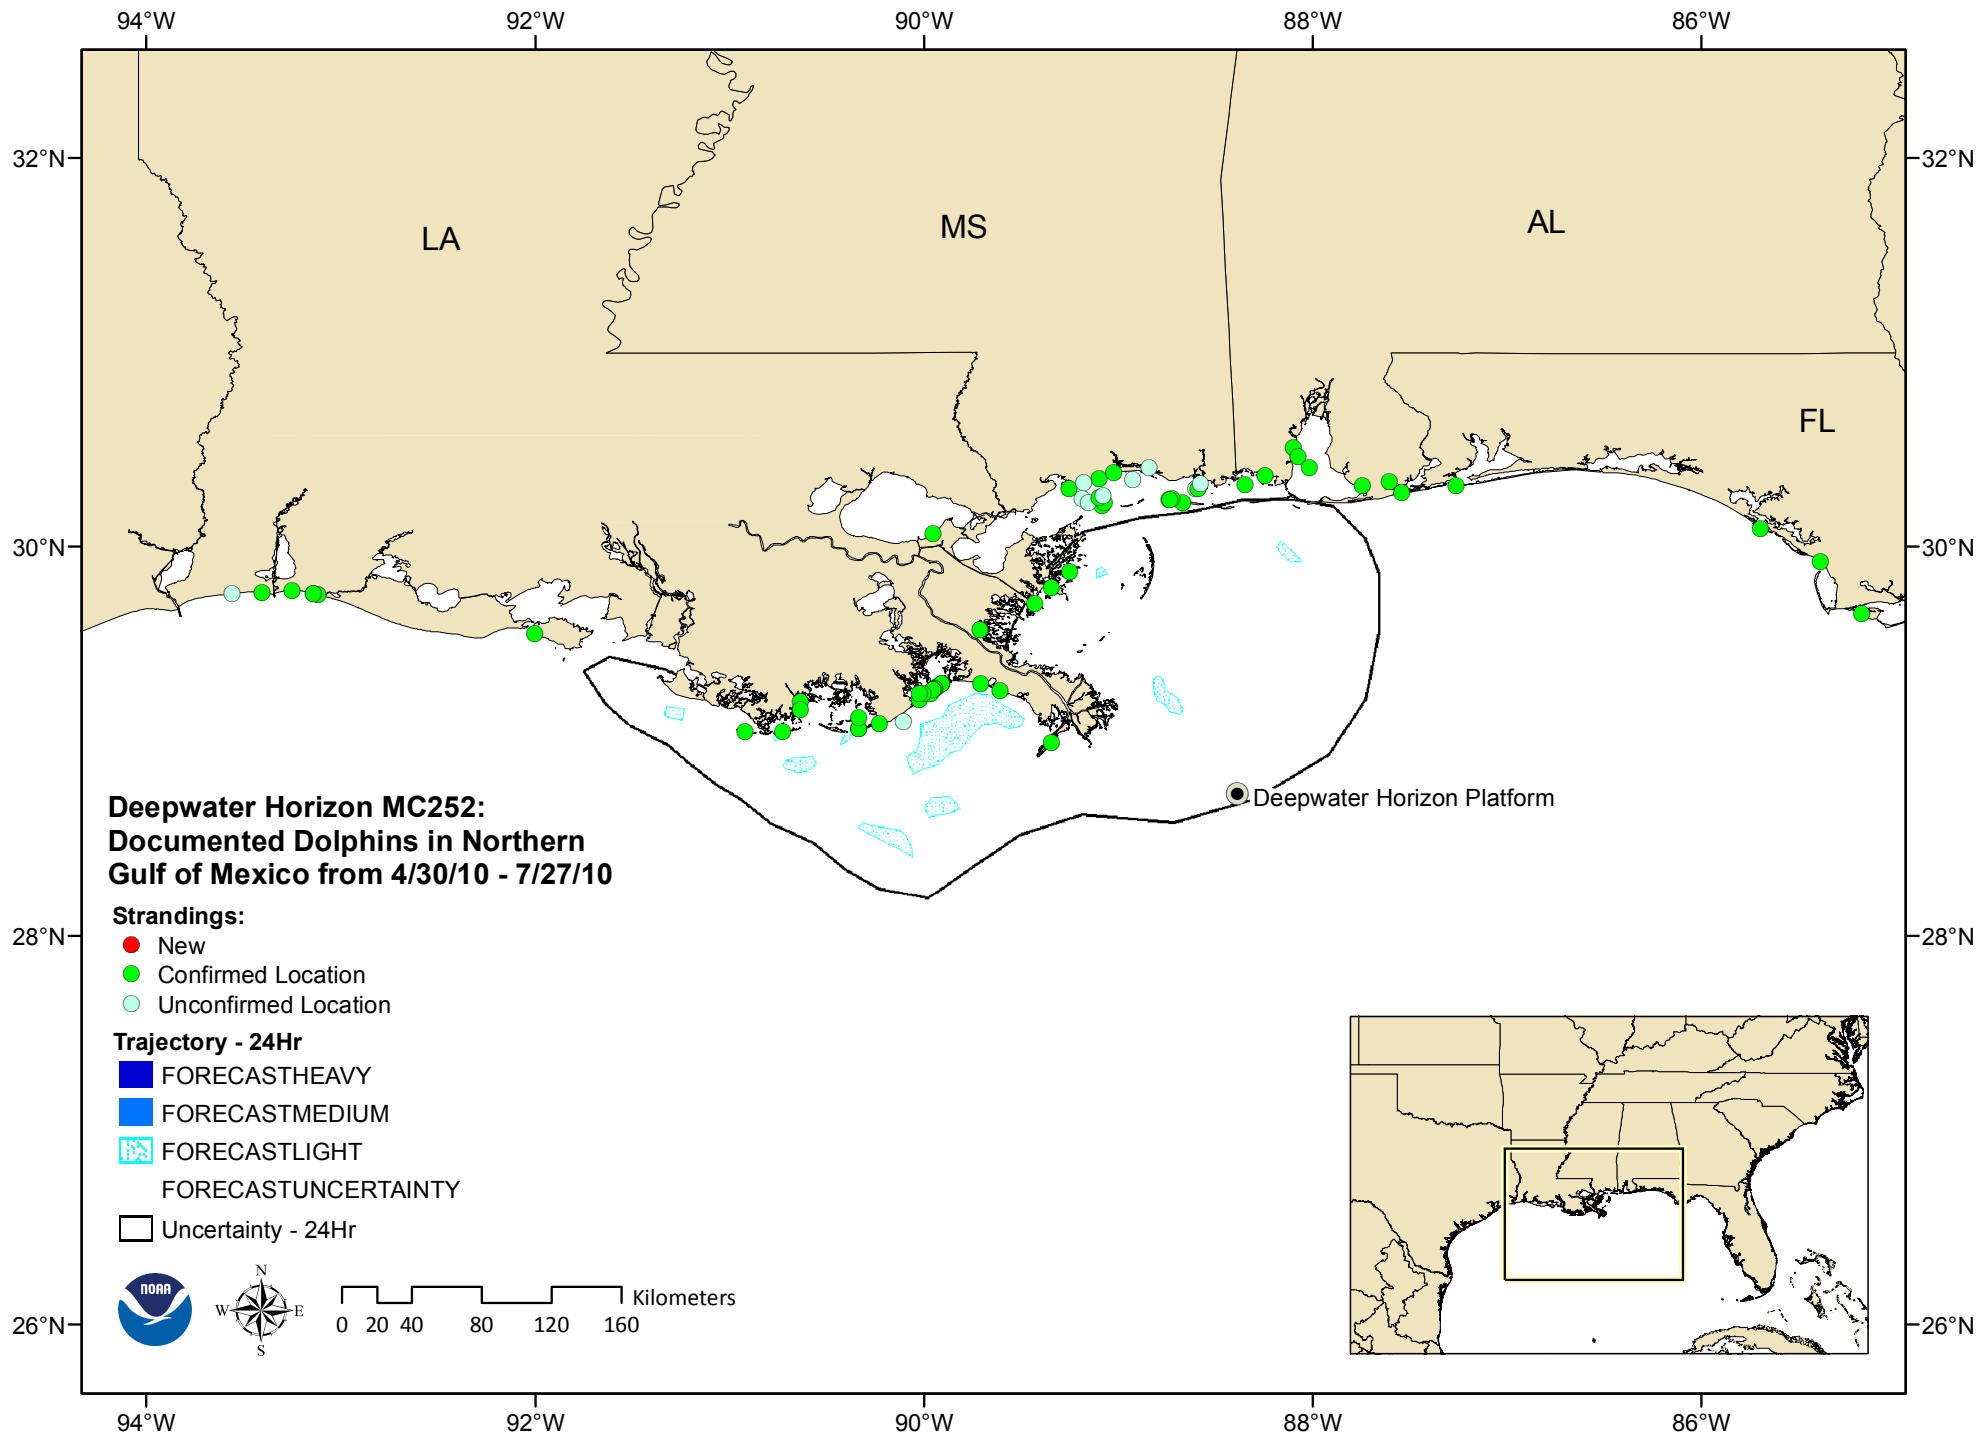 94°W 92°W 90°W 88°W 86°W
32°N 32°N
LA MS AL
FL
30°N 30°N
Deepwater Horizon Platform
Deepwater Horizon MC252:
Documented Dolphins in Northern
Gulf of Mexico from 4/30/10 - 7/27/10
Strandings:
28°N 28°N
New
Confirmed Location
Unconfirmed Location
Trajectory - 24Hr
FORECASTHEAVY
FORECASTMEDIUM
FORECASTLIGHT
FORECASTUNCERTAINTY
Uncertainty - 24Hr
NOAA
N
W E
S
Kilometers
0 20 40 80 120 160
26°N 26°N
94°W 92°W 90°W 88°W 86°W